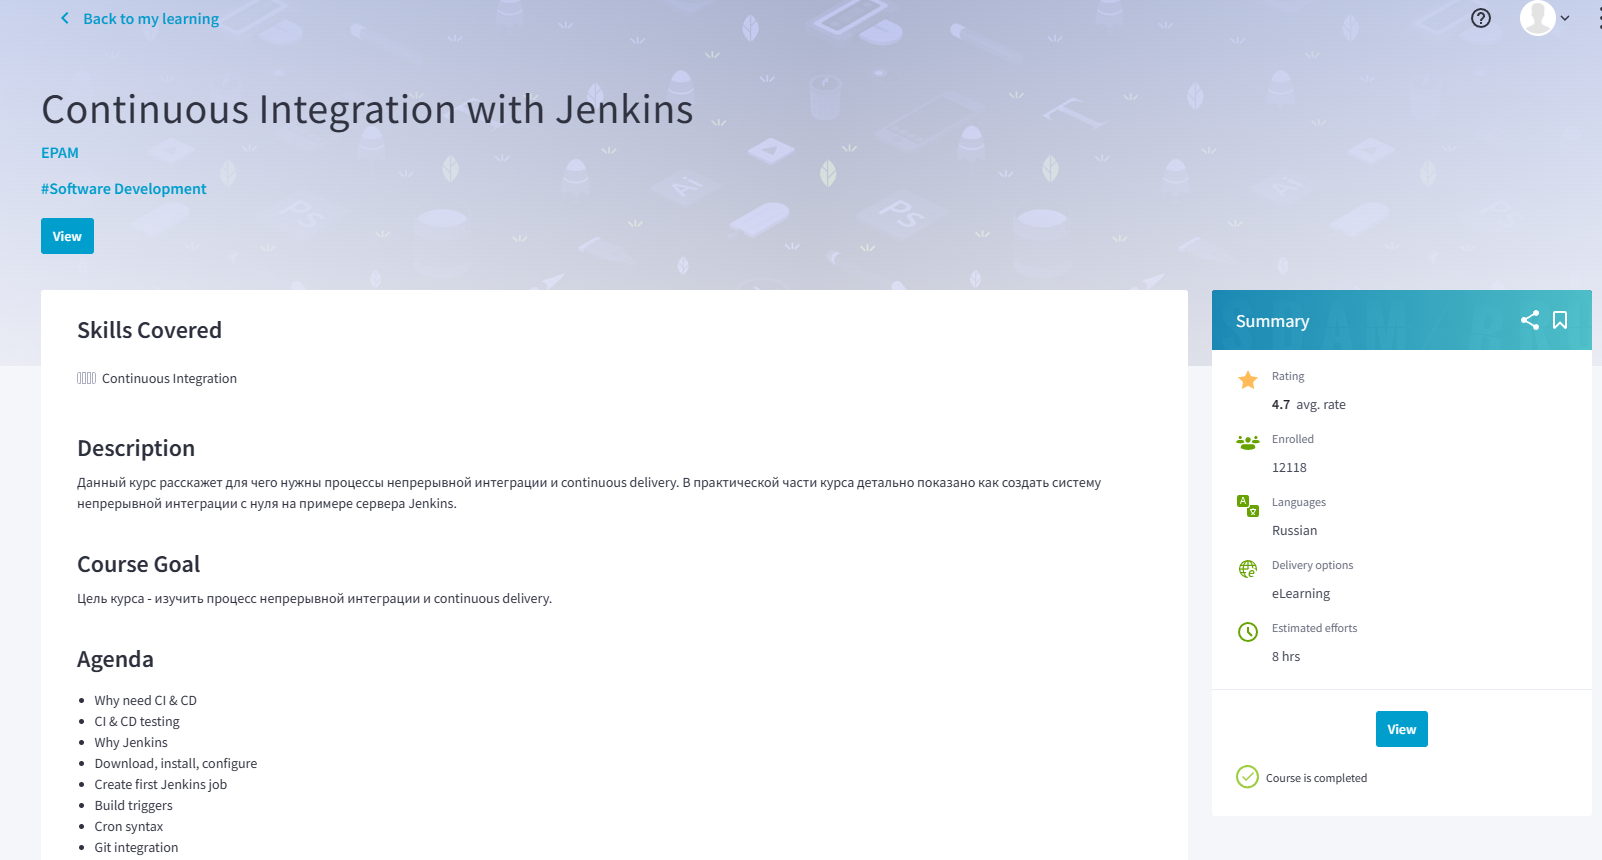 Back to my learning
Continuous Integration with Jenkins
EPAM
#Software Development
View
Skills Covered
Continuous Integration
Description
Данный курс расскажет для чего нужны процессы непрерывной интеграции и continuous delivery. В практической части курса детально показано как создать систему
непрерывной интеграции с нуля на примере сервера Jenkins.
Course Goal
Цель курса - изучить процесс непрерывной интеграции и continuous delivery.
Agenda
Why need CI & CD
CI & CD testing
Why Jenkins
Download, install, configure
Create first Jenkins job
Build triggers
Cron syntax
Git integration
Summary
Rating
4.7 avg. rate
Enrolled
12118
Languages
Russian
Delivery options
eLearning
Estimated efforts
8 hrs
View
Course is completed